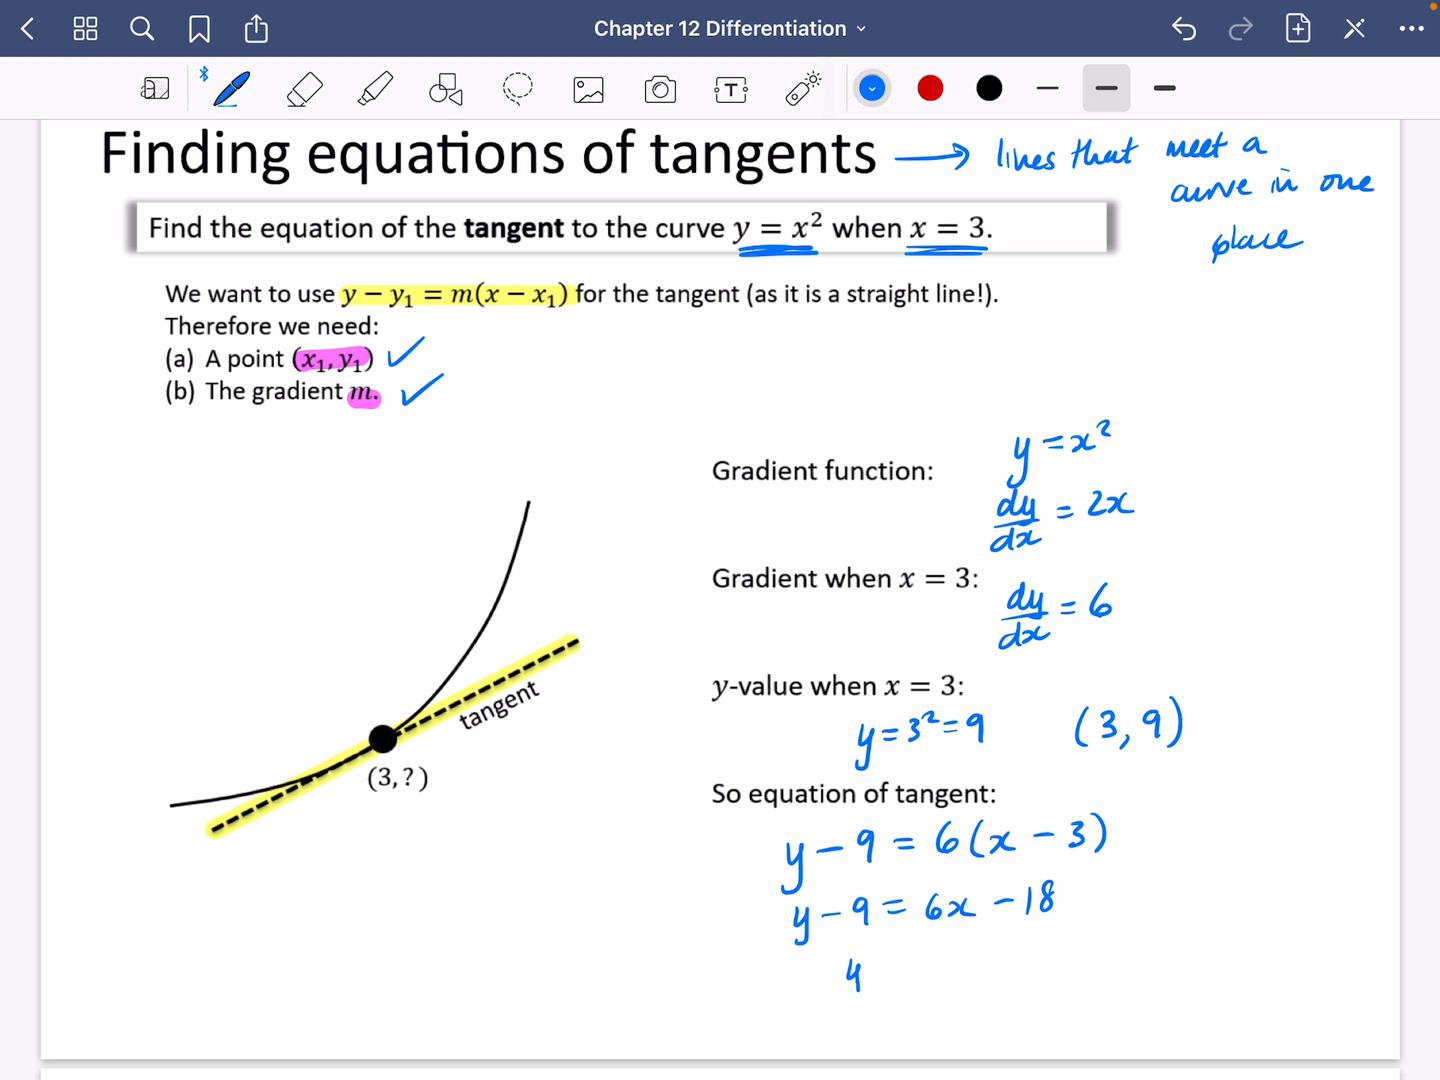 Chapter 12 Differentiation
T
Finding equations of tangents → lines that meet a
curve in one
place
Find the equation of the tangent to the curve y = x² when x = 3.
We want to use y − y₁ = m(x − x₁) for the tangent (as it is a straight line!).
Therefore we need:
(a) A point (x₁, y₁) ✓
(b) The gradient m. ✓
Gradient function:
y = x²
dy/dx = 2x
Gradient when x = 3:
dy/dx = 6
y-value when x = 3:
y = 3² = 9 (3, 9)
tangent
(3, ?)
So equation of tangent:
y − 9 = 6(x − 3)
y − 9 = 6x − 18